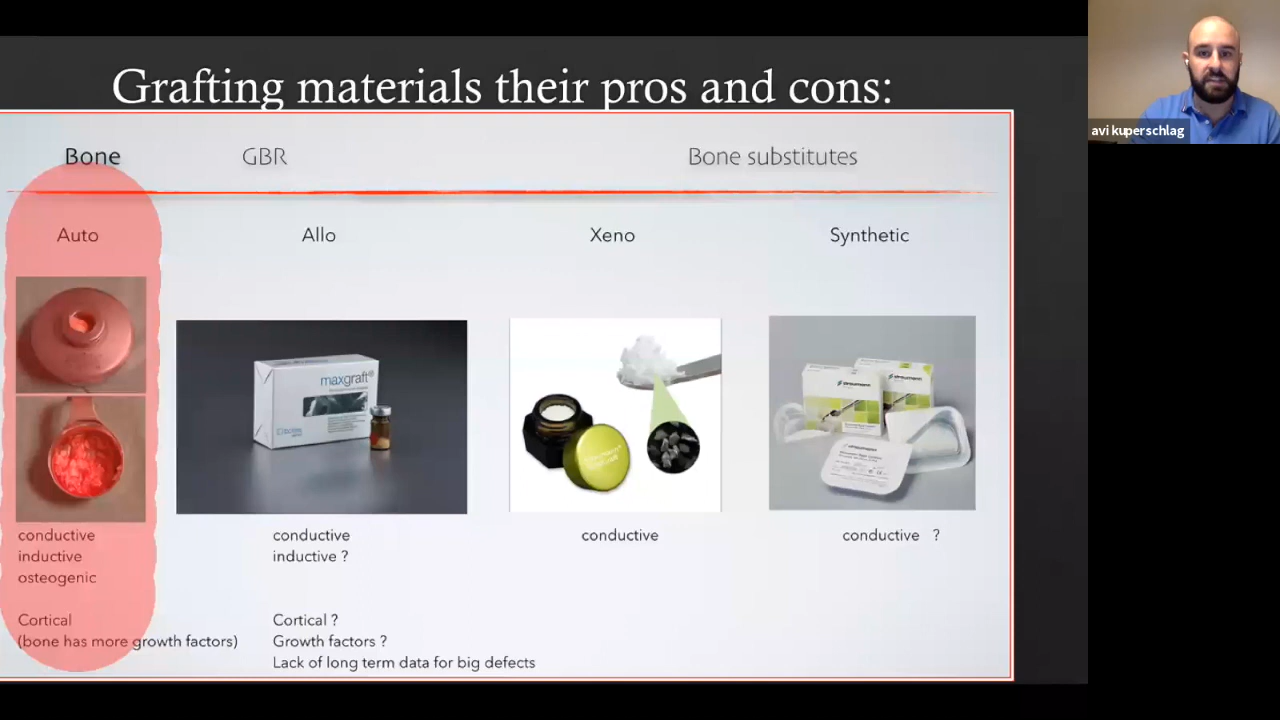 Grafting materials their pros and cons:
avi kuperschlag
Bone
GBR
Bone substitutes
Auto
Allo
Xeno
Synthetic
maxgraft®
straumann
straumann
conductive
inductive
osteogenic
conductive
inductive ?
conductive
conductive ?
Cortical
(bone has more growth factors)
Cortical ?
Growth factors ?
Lack of long term data for big defects